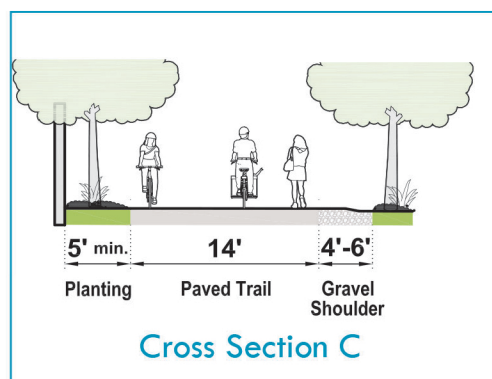 5' min. 14' 4'-6'
Planting Paved Trail Gravel
Shoulder
Cross Section C